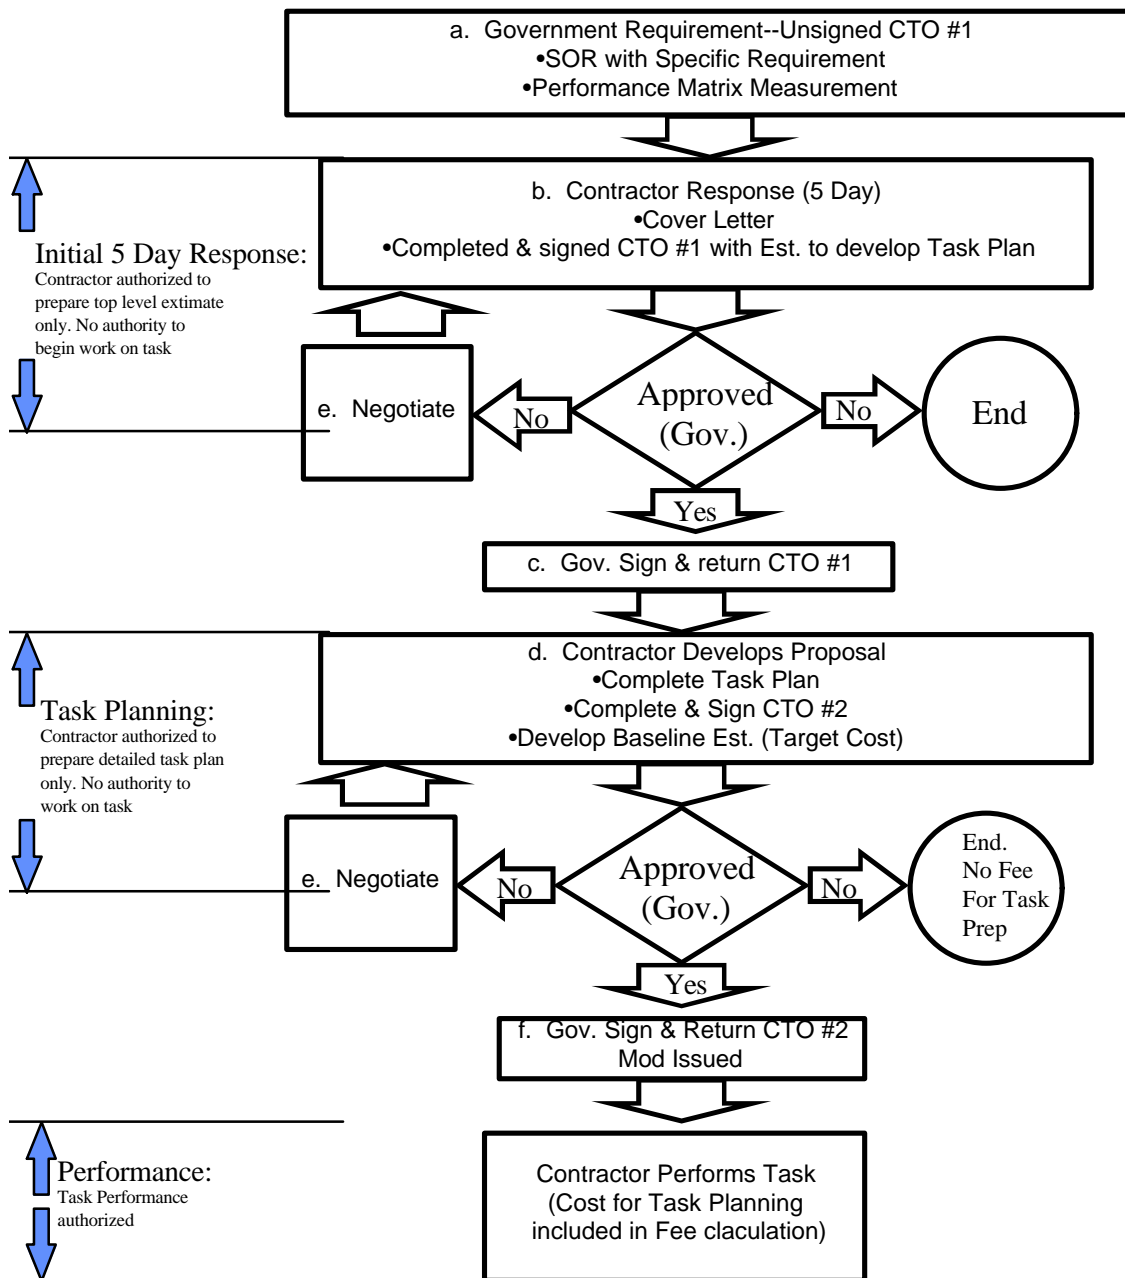 a. Government Requirement--Unsigned CTO #1
•SOR with Specific Requirement
•Performance Matrix Measurement
b. Contractor Response (5 Day)
•Cover Letter
•Completed & signed CTO #1 with Est. to develop Task Plan
Initial 5 Day Response:
Contractor authorized to
prepare top level extimate
only. No authority to
begin work on task
e. Negotiate
No
Approved
(Gov.)
No
End
Yes
c. Gov. Sign & return CTO #1
d. Contractor Develops Proposal
•Complete Task Plan
•Complete & Sign CTO #2
•Develop Baseline Est. (Target Cost)
Task Planning:
Contractor authorized to
prepare detailed task plan
only. No authority to
work on task
e. Negotiate
No
Approved
(Gov.)
No
End.
No Fee
For Task
Prep
Yes
f. Gov. Sign & Return CTO #2
Mod Issued
Performance:
Task Performance
authorized
Contractor Performs Task
(Cost for Task Planning
included in Fee claculation)